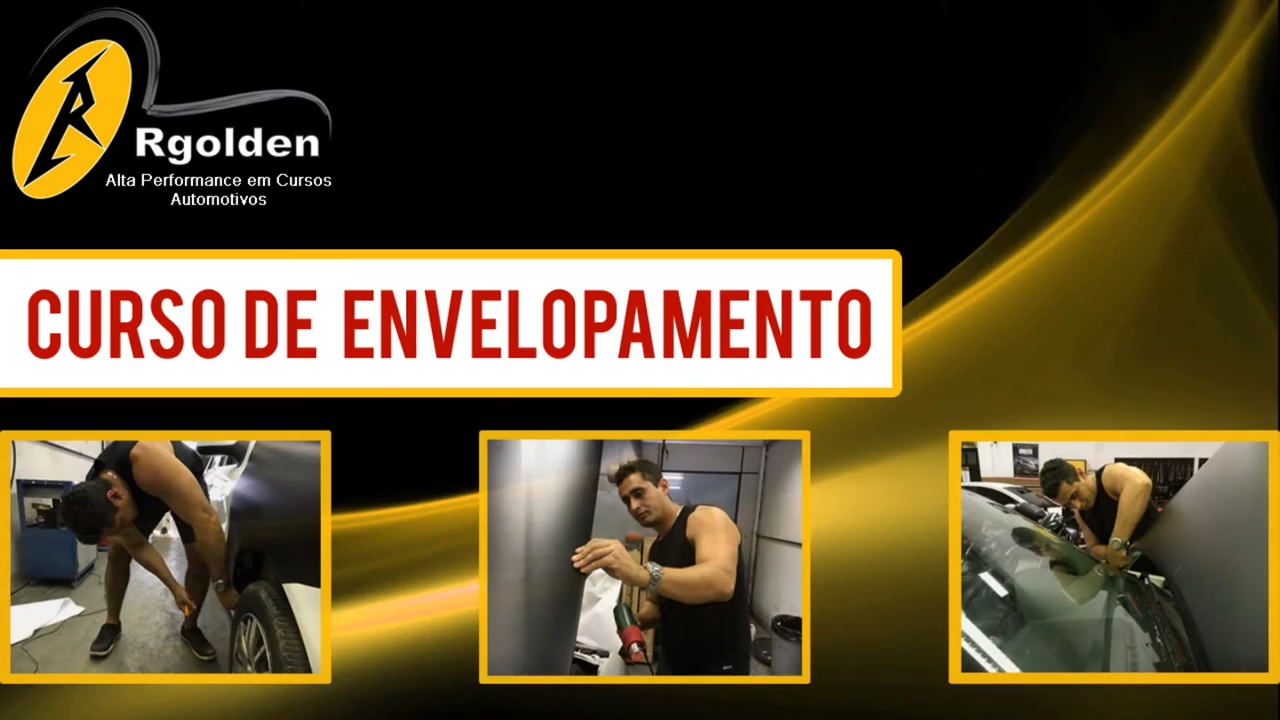 Rgolden
Alta Performance em Cursos
Automotivos
CURSO DE ENVELOPAMENTO